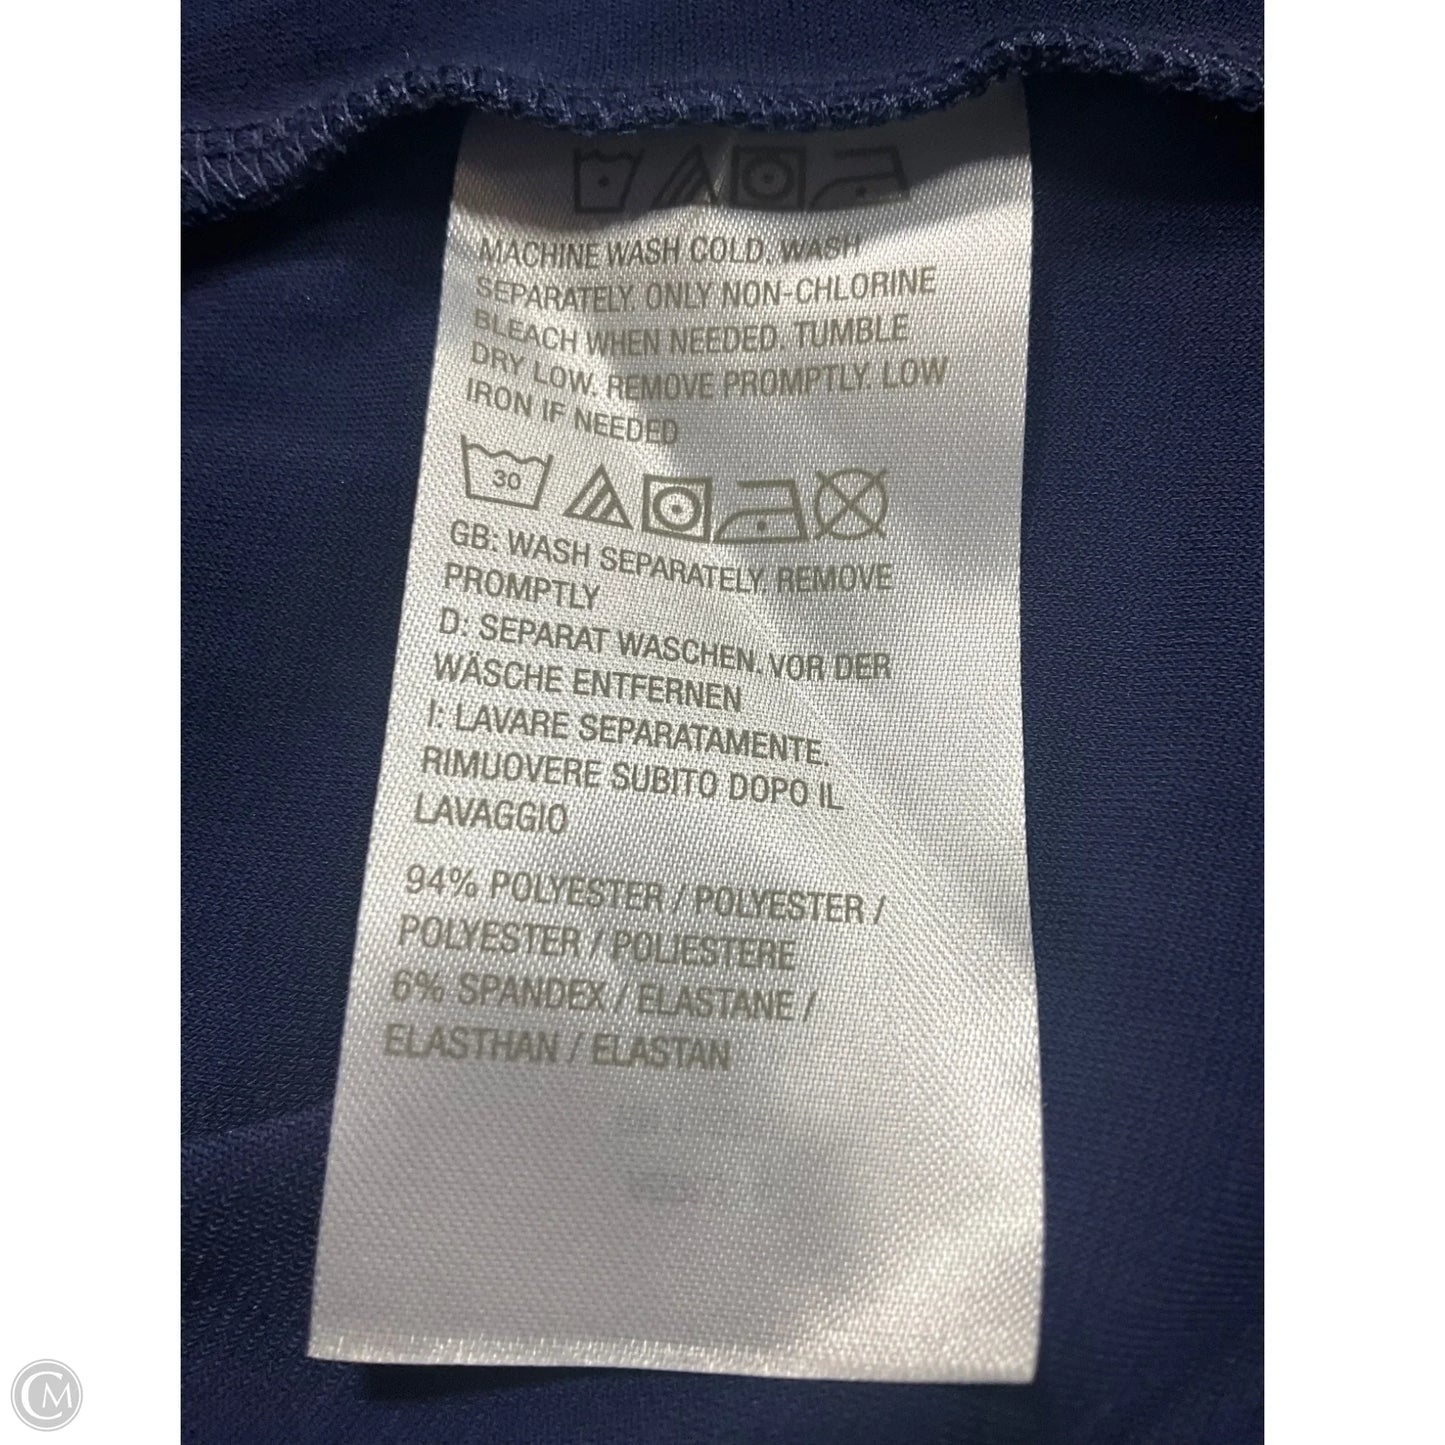 MACHINE WASH COLD. WASH
SEPARATELY. ONLY NON-CHLORINE
BLEACH WHEN NEEDED. TUMBLE
DRY LOW. REMOVE PROMPTLY. LOW
IRON IF NEEDED
30
GB: WASH SEPARATELY. REMOVE
PROMPTLY
D: SEPARAT WASCHEN. VOR DER
WÄSCHE ENTFERNEN
I: LAVARE SEPARATAMENTE.
RIMUOVERE SUBITO DOPO IL
LAVAGGIO
94% POLYESTER / POLYESTER /
POLYESTER / POLIESTERE
6% SPANDEX / ELASTANE /
ELASTHAN / ELASTAN
CM